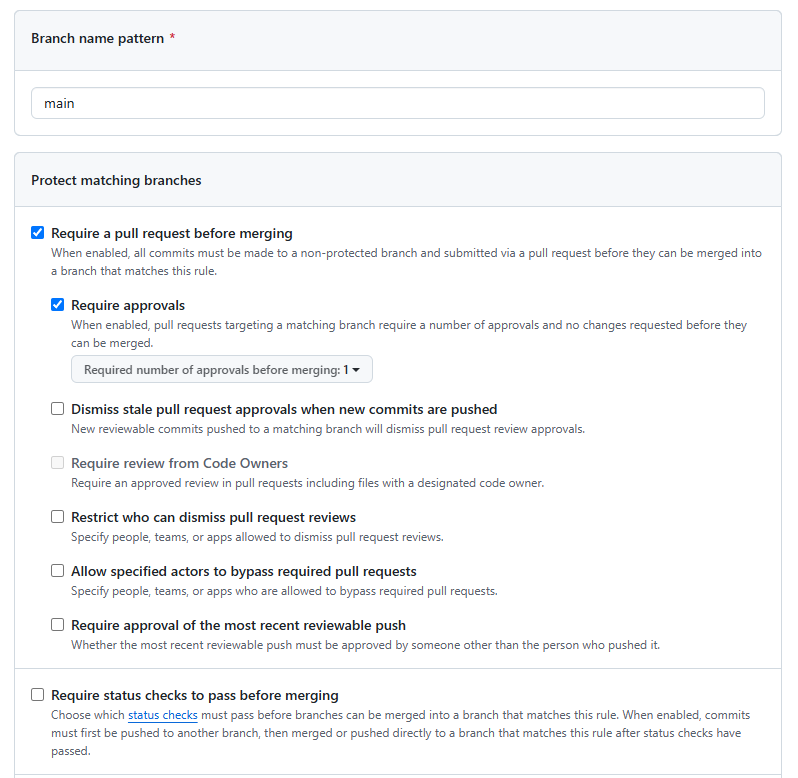 Branch name pattern *
main
Protect matching branches
Require a pull request before merging
When enabled, all commits must be made to a non-protected branch and submitted via a pull request before they can be merged into
a branch that matches this rule.
Require approvals
When enabled, pull requests targeting a matching branch require a number of approvals and no changes requested before they
can be merged.
Required number of approvals before merging: 1
Dismiss stale pull request approvals when new commits are pushed
New reviewable commits pushed to a matching branch will dismiss pull request review approvals.
Require review from Code Owners
Require an approved review in pull requests including files with a designated code owner.
Restrict who can dismiss pull request reviews
Specify people, teams, or apps allowed to dismiss pull request reviews.
Allow specified actors to bypass required pull requests
Specify people, teams, or apps who are allowed to bypass required pull requests.
Require approval of the most recent reviewable push
Whether the most recent reviewable push must be approved by someone other than the person who pushed it.
Require status checks to pass before merging
Choose which status checks must pass before branches can be merged into a branch that matches this rule. When enabled, commits
must first be pushed to another branch, then merged or pushed directly to a branch that matches this rule after status checks have
passed.